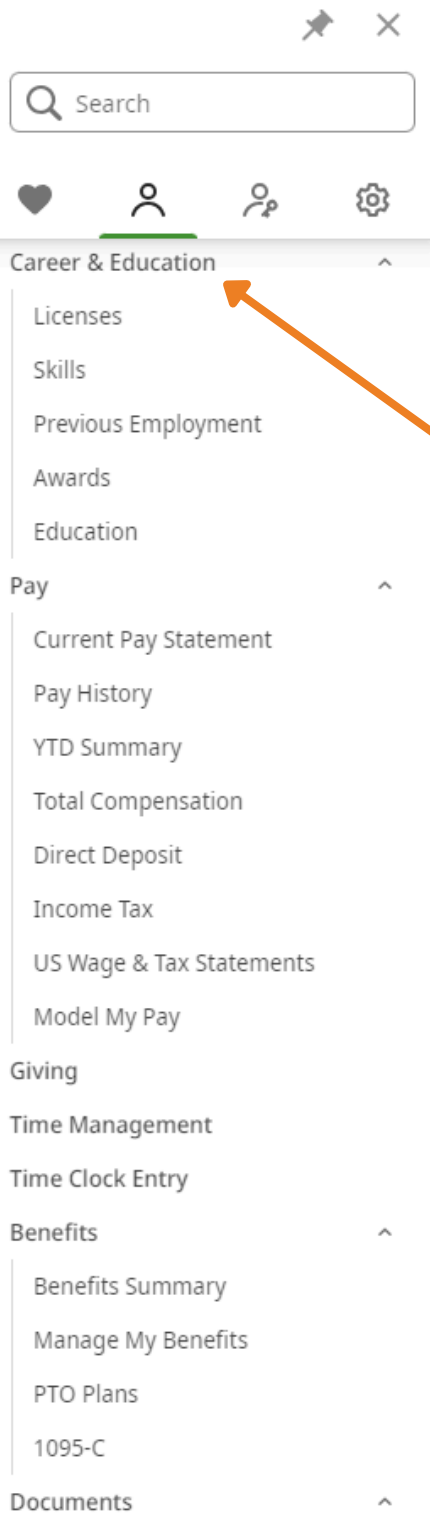 Search
Career & Education
Licenses
Skills
Previous Employment
Awards
Education
Pay
Current Pay Statement
Pay History
YTD Summary
Total Compensation
Direct Deposit
Income Tax
US Wage & Tax Statements
Model My Pay
Giving
Time Management
Time Clock Entry
Benefits
Benefits Summary
Manage My Benefits
PTO Plans
1095-C
Documents